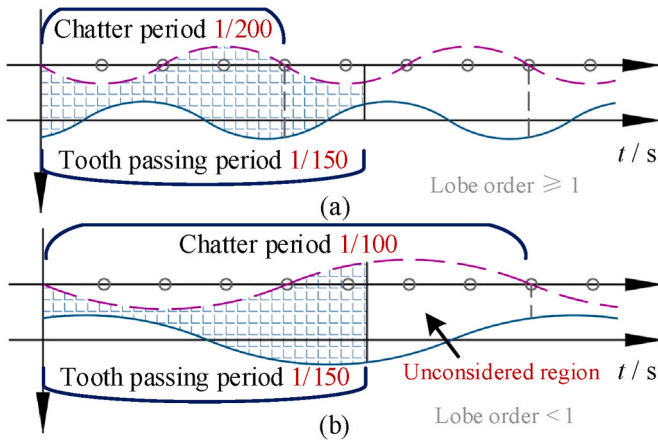 Chatter period 1/200
Tooth passing period 1/150
t / s
Lobe order ⩾ 1
(a)
Chatter period 1/100
Tooth passing period 1/150
Unconsidered region
t / s
Lobe order < 1
(b)